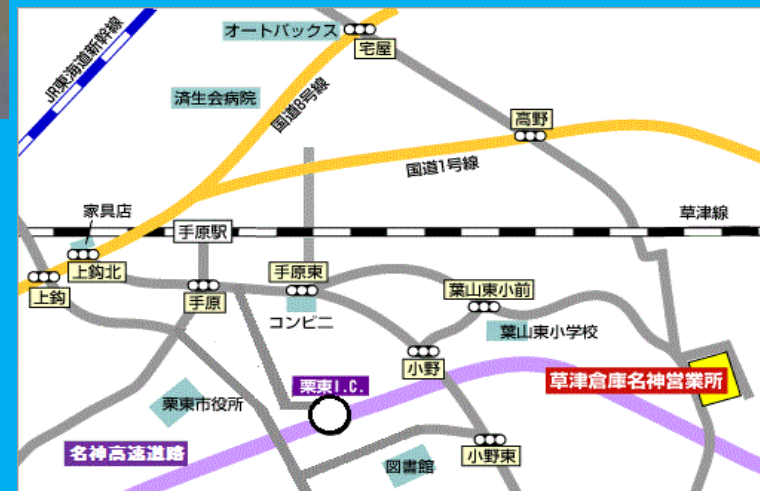 オートバックス
宅屋
JR東海道新幹線
済生会病院
国道8号線
高野
国道1号線
家具店
手原駅
草津線
上鈎北
上鈎
手原
手原東
コンビニ
葉山東小前
葉山東小学校
小野
栗東I.C.
草津倉庫名神営業所
栗東市役所
名神高速道路
図書館
小野東